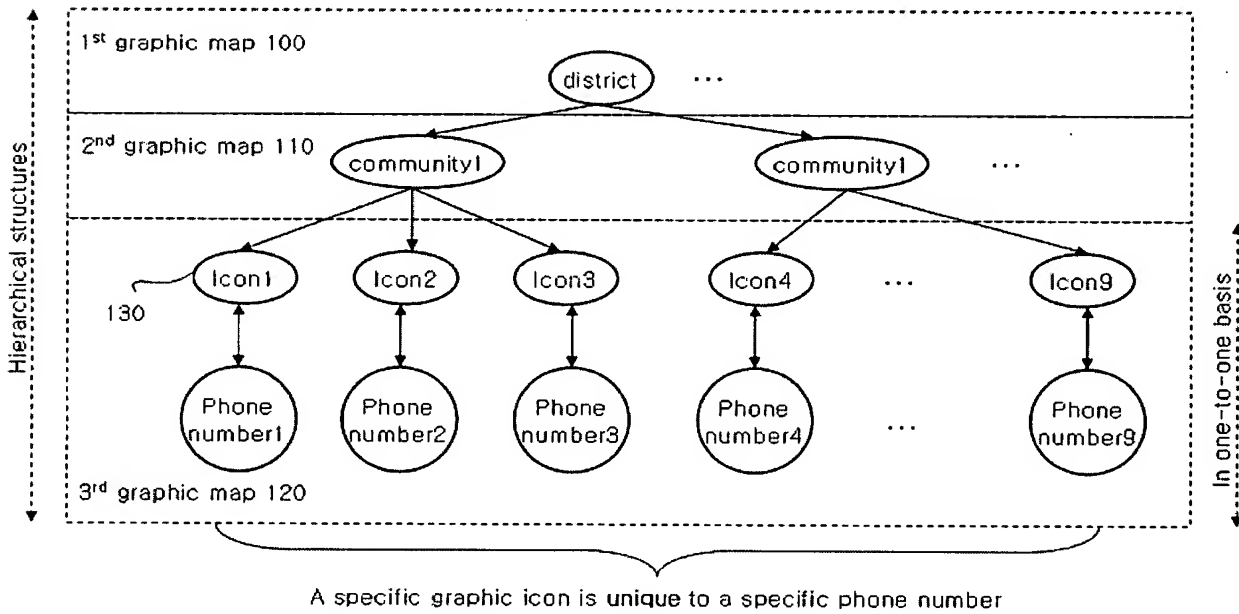 1st graphic map 100
district ...
2nd graphic map 110
community1 community1 ...
Icon1 Icon2 Icon3 Icon4 ... Icon9
130
Phone number1
Phone number2
Phone number3
Phone number4
...
Phone number9
3rd graphic map 120
Hierarchical structures
In one-to-one basis
A specific graphic icon is unique to a specific phone number